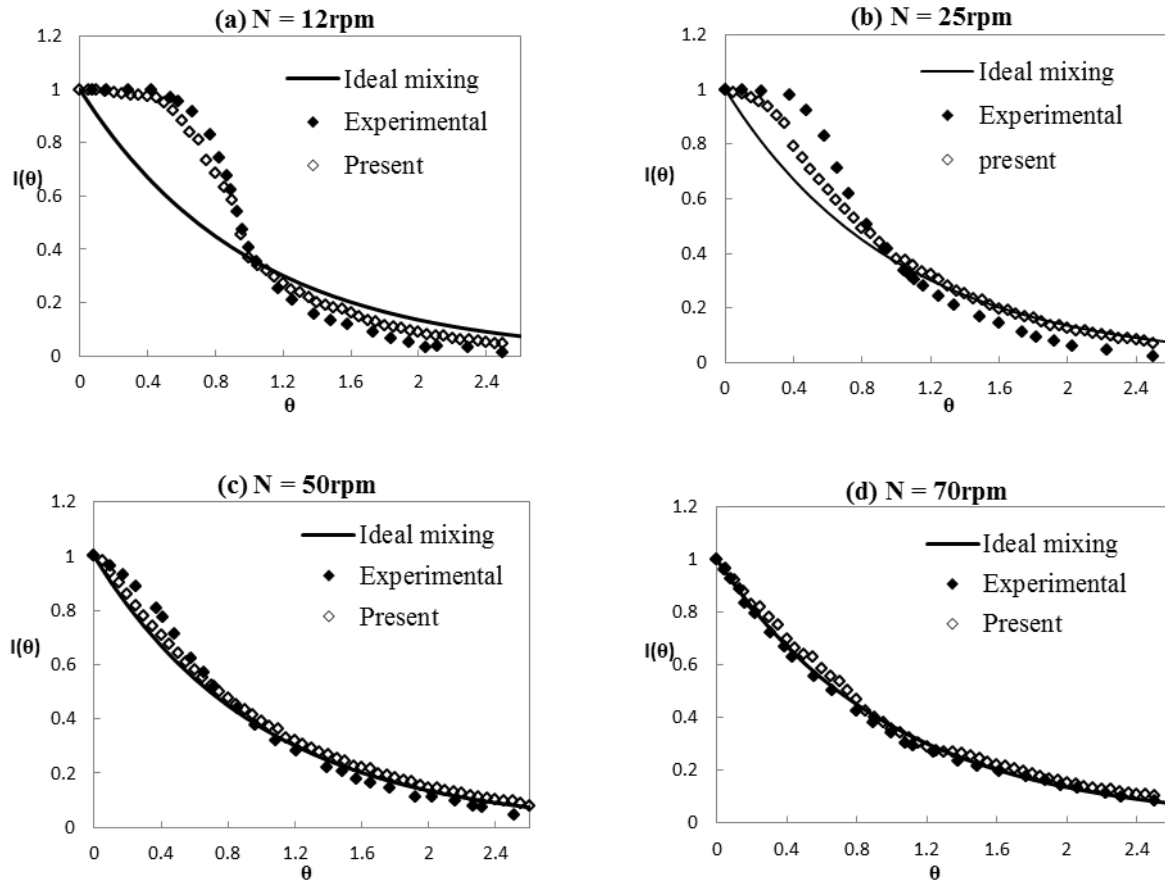 (a) N = 12rpm
1.2
1
0.8
0.6
0.4
0.2
0
I(θ)
Ideal mixing
Experimental
Present
0 0.4 0.8 1.2 1.6 2 2.4
θ
(b) N = 25rpm
1.2
1
0.8
0.6
0.4
0.2
0
I(θ)
Ideal mixing
Experimental
present
0 0.4 0.8 1.2 1.6 2 2.4
θ
(c) N = 50rpm
1.2
1
0.8
0.6
0.4
0.2
0
I(θ)
Ideal mixing
Experimental
Present
0 0.4 0.8 1.2 1.6 2 2.4
θ
(d) N = 70rpm
1.2
1
0.8
0.6
0.4
0.2
0
I(θ)
Ideal mixing
Experimental
Present
0 0.4 0.8 1.2 1.6 2 2.4
θ